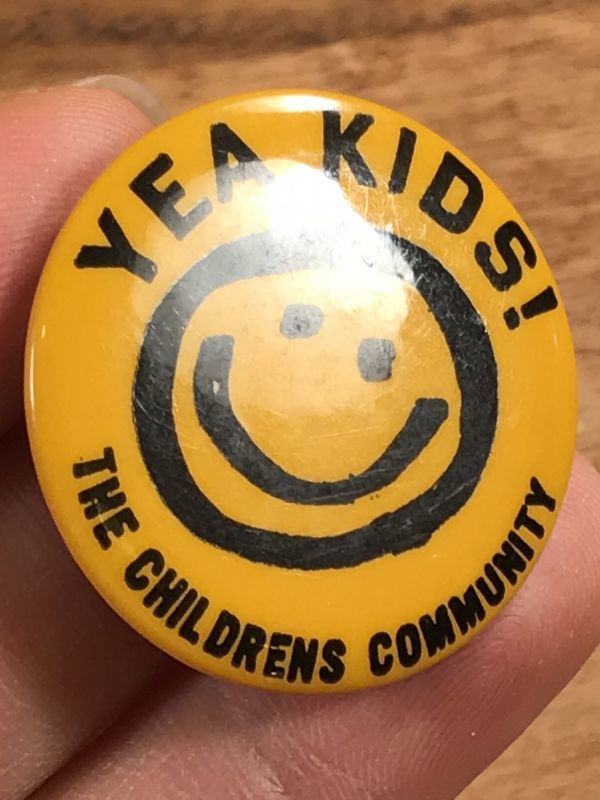 YEA KIDS!
THE CHILDRENS COMMUNITY